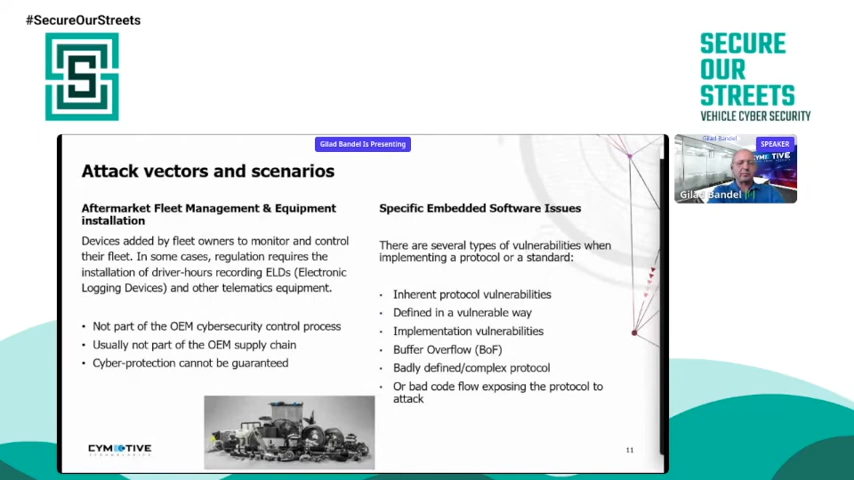 #SecureOurStreets
S
SECURE
OUR
STREETS
VEHICLE CYBER SECURITY
Gilad Bandel Is Presenting
Gilad Bandel
SPEAKER
CYMOTIVE
Gilad Bandel
Attack vectors and scenarios
Aftermarket Fleet Management & Equipment
installation
Devices added by fleet owners to monitor and control
their fleet. In some cases, regulation requires the
installation of driver-hours recording ELDs (Electronic
Logging Devices) and other telematics equipment.
• Not part of the OEM cybersecurity control process
• Usually not part of the OEM supply chain
• Cyber-protection cannot be guaranteed
Specific Embedded Software Issues
There are several types of vulnerabilities when
implementing a protocol or a standard:
• Inherent protocol vulnerabilities
• Defined in a vulnerable way
• Implementation vulnerabilities
• Buffer Overflow (BoF)
• Badly defined/complex protocol
• Or bad code flow exposing the protocol to
attack
CYMOTIVE
TECHNOLOGIES
11